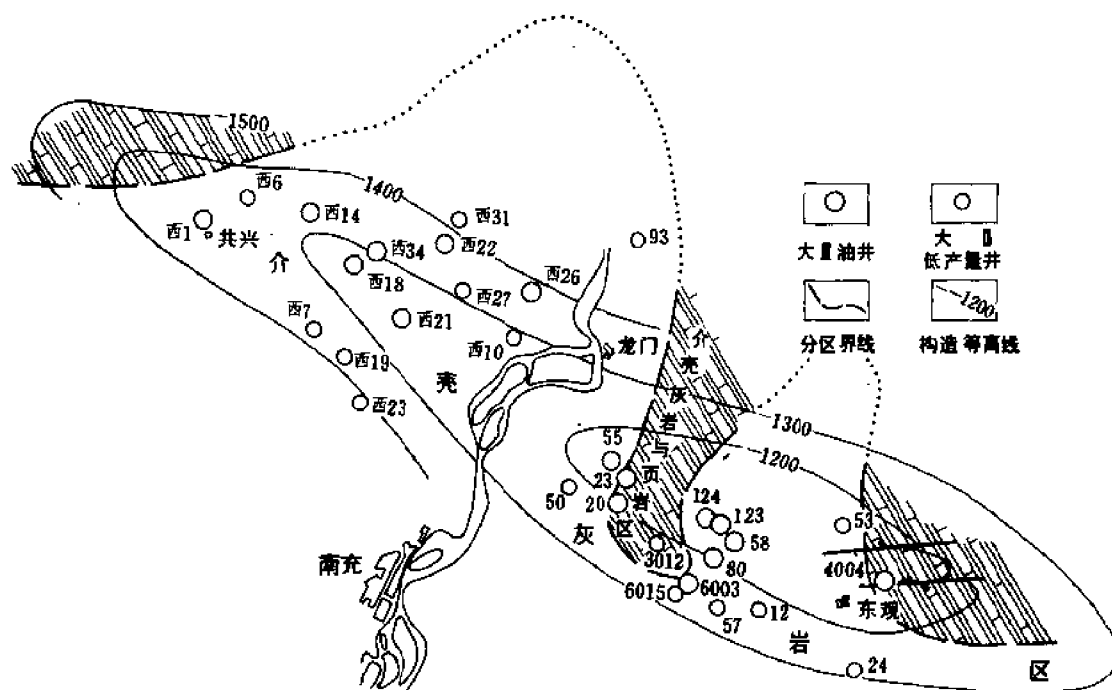 1500
1400
西6
西14
西31
西1
共兴
西34
西22
93
介
西18
西26
西27
西21
西7
西10
龙门
西19
壳
西23
大量油井
大
低产量井
1200
分区界线
构造等高线
介壳灰岩与页岩区
1300
1200
55
23
50
20
124
123
53
灰
58
3012
80
4004
南充
6015
6003
57
12
东观
岩
24
区